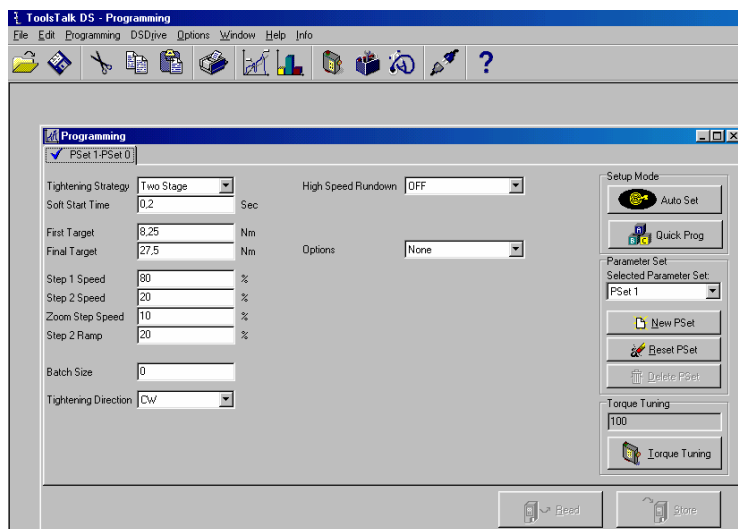 ToolsTalk DS - Programming
File Edit Programming DSDrive Options Window Help Info
Programming
PSet 1-PSet 0
Tightening Strategy Two Stage
Soft Start Time 0,2 Sec
First Target 8,25 Nm
Final Target 27,5 Nm
Step 1 Speed 80 %
Step 2 Speed 20 %
Zoom Step Speed 10 %
Step 2 Ramp 20 %
Batch Size 0
Tightening Direction CW
High Speed Rundown OFF
Options None
Setup Mode
Auto Set
A B C Quick Prog
Parameter Set
Selected Parameter Set:
PSet 1
New PSet
Reset PSet
Delete PSet
Torque Tuning
100
Torque Tuning
Read Store